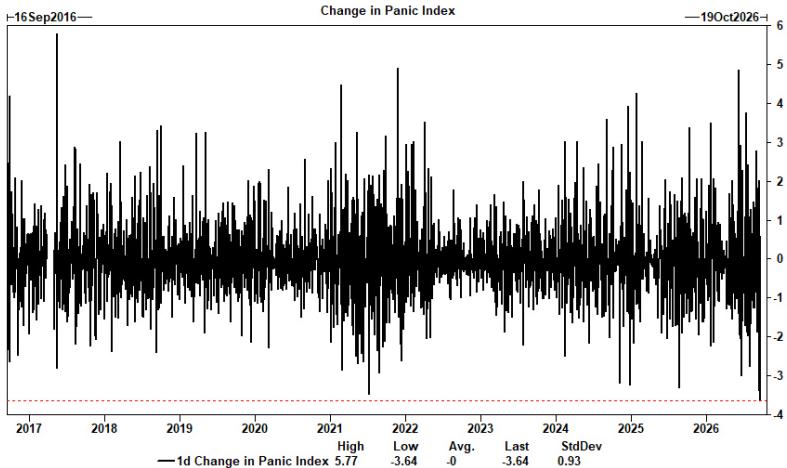 Change in Panic Index
16Sep2016
19Oct2026
6
5
4
3
2
1
0
-1
-2
-3
-4
2017 2018 2019 2020 2021 2022 2023 2024 2025 2026
High Low Avg. Last StdDev
1d Change in Panic Index 5.77 -3.64 -0 -3.64 0.93